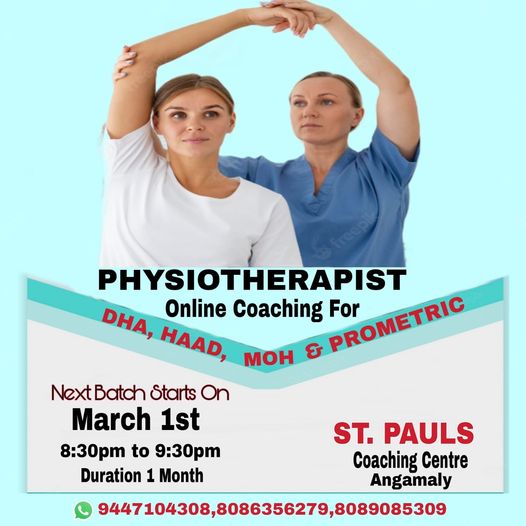 PHYSIOTHERAPIST
Online Coaching For
DHA, HAAD, MOH & PROMETRIC
Next Batch Starts On
March 1st
8:30pm to 9:30pm
Duration 1 Month
ST. PAULS
Coaching Centre
Angamaly
9447104308,8086356279,8089085309